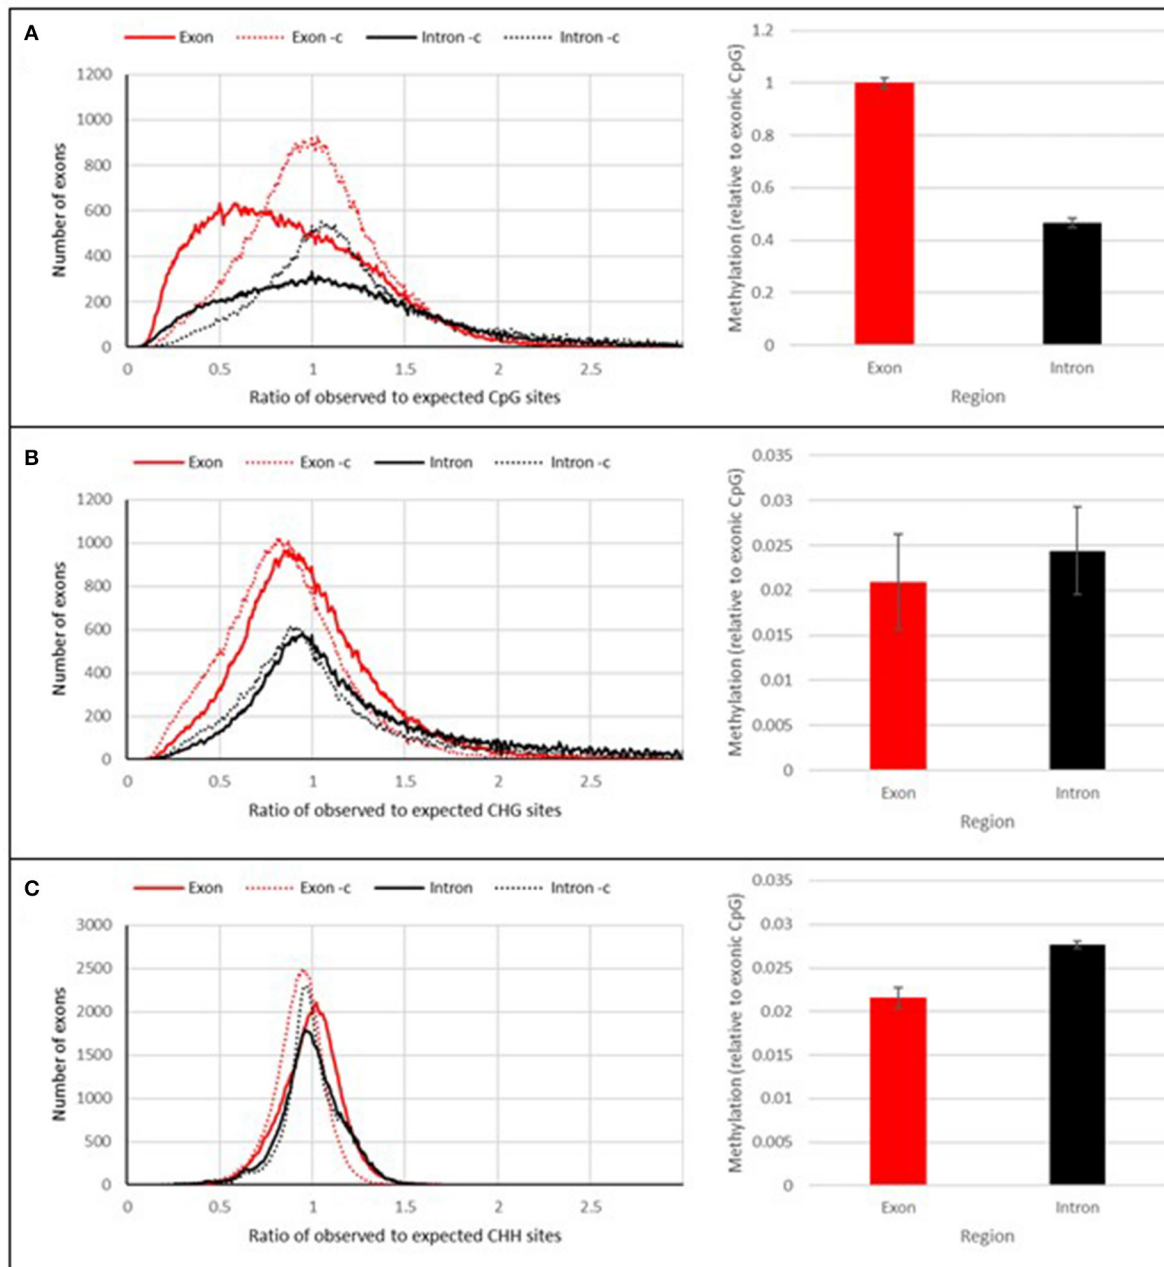 A
Exon Exon -c Intron -c Intron -c
1200
1000
800
600
400
200
0
0 0.5 1 1.5 2 2.5
Number of exons
Ratio of observed to expected CpG sites
1.2
1
0.8
0.6
0.4
0.2
0
Methylation (relative to exonic CpG)
Exon Intron
Region
B
Exon Exon -c Intron Intron -c
1200
1000
800
600
400
200
0
0 0.5 1 1.5 2 2.5
Number of exons
Ratio of observed to expected CHG sites
0.035
0.03
0.025
0.02
0.015
0.01
0.005
0
Methylation (relative to exonic CpG)
Exon Intron
Region
C
Exon Exon -c Intron Intron -c
3000
2500
2000
1500
1000
500
0
0 0.5 1 1.5 2 2.5
Number of exons
Ratio of observed to expected CHH sites
0.035
0.03
0.025
0.02
0.015
0.01
0.005
0
Methylation (relative to exonic CpG)
Exon Intron
Region